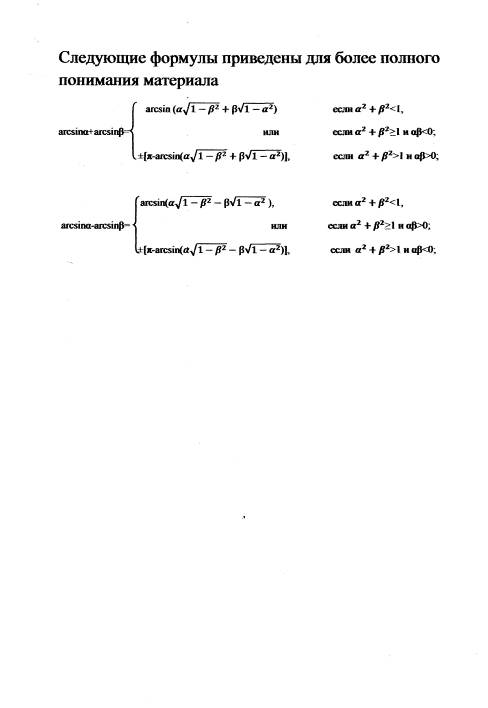 Следующие формулы приведены для более полного
понимания материала
arcsin (α√1 − β² + β√1 − α²) если α² + β²<1,
arcsinα+arcsinβ={ или если α² + β²≥1 и αβ<0;
±[π-arcsin(α√1 − β² + β√1 − α²)], если α² + β²>1 и αβ>0;
arcsin(α√1 − β² − β√1 − α² ), если α² + β²<1,
arcsinα-arcsinβ={ или если α² + β²≥1 и αβ>0;
±[π-arcsin(α√1 − β² − β√1 − α²)], если α² + β²>1 и αβ<0;